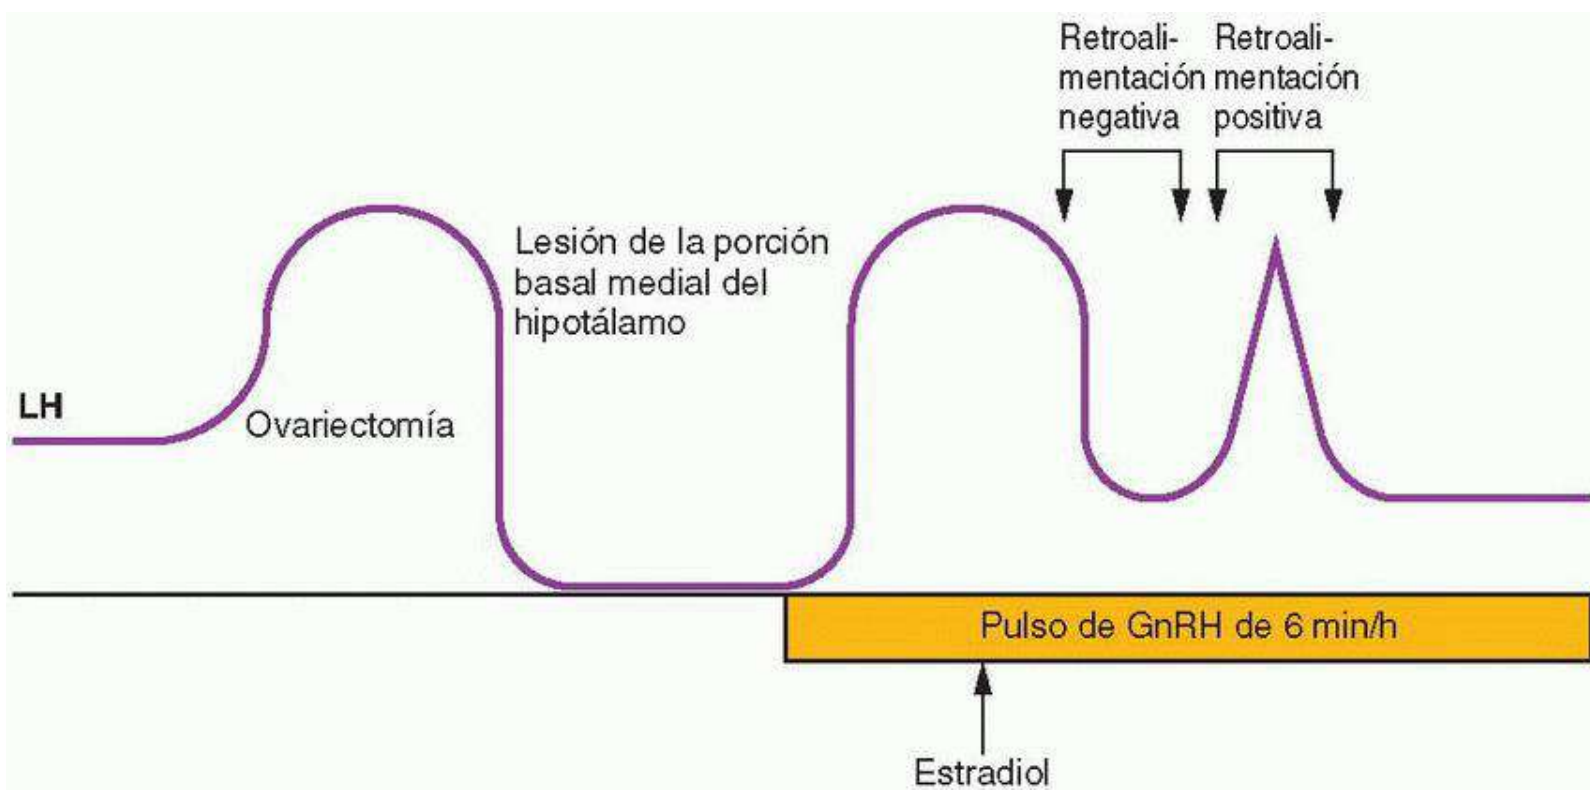 Retroali-
mentación
negativa
Retroali-
mentación
positiva
Lesión de la porción
basal medial del
hipotálamo
LH
Ovariectomía
Pulso de GnRH de 6 min/h
Estradiol